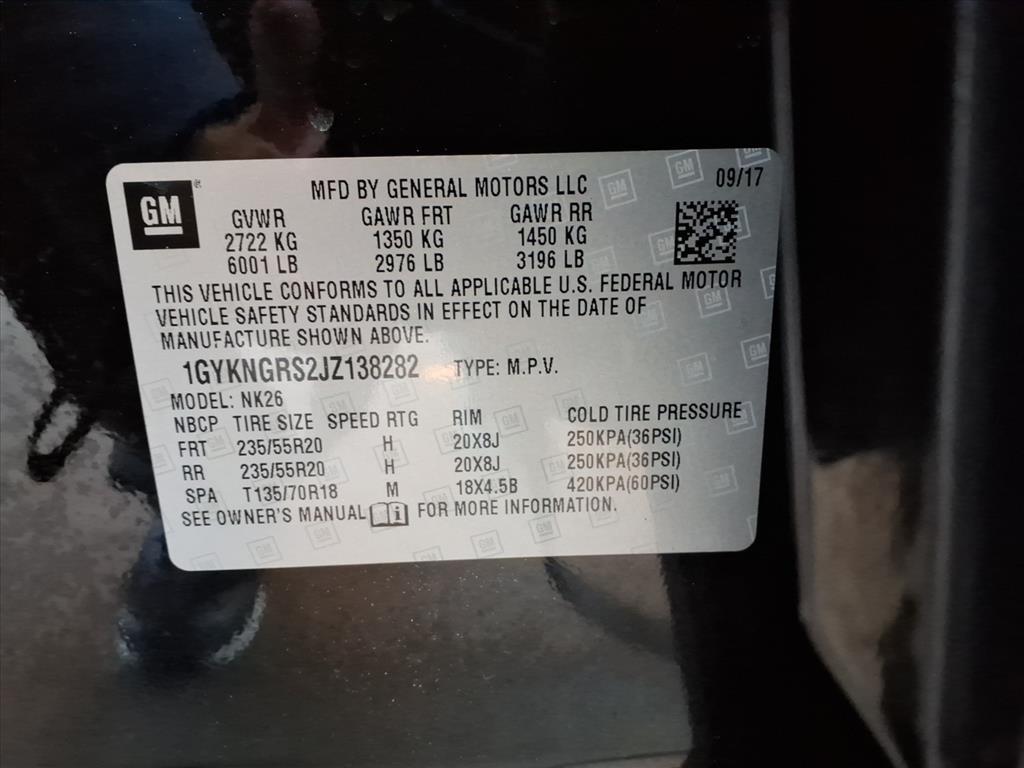 GM
MFD BY GENERAL MOTORS LLC 09/17
GVWR GAWR FRT GAWR RR
2722 KG 1350 KG 1450 KG
6001 LB 2976 LB 3196 LB
THIS VEHICLE CONFORMS TO ALL APPLICABLE U.S. FEDERAL MOTOR
VEHICLE SAFETY STANDARDS IN EFFECT ON THE DATE OF
MANUFACTURE SHOWN ABOVE.
1GYKNGRS2JZ138282 TYPE: M.P.V.
MODEL: NK26
NBCP TIRE SIZE SPEED RTG RIM COLD TIRE PRESSURE
FRT 235/55R20 H 20X8J 250KPA(36PSI)
RR 235/55R20 H 20X8J 250KPA(36PSI)
SPA T135/70R18 M 18X4.5B 420KPA(60PSI)
SEE OWNER'S MANUAL i FOR MORE INFORMATION.